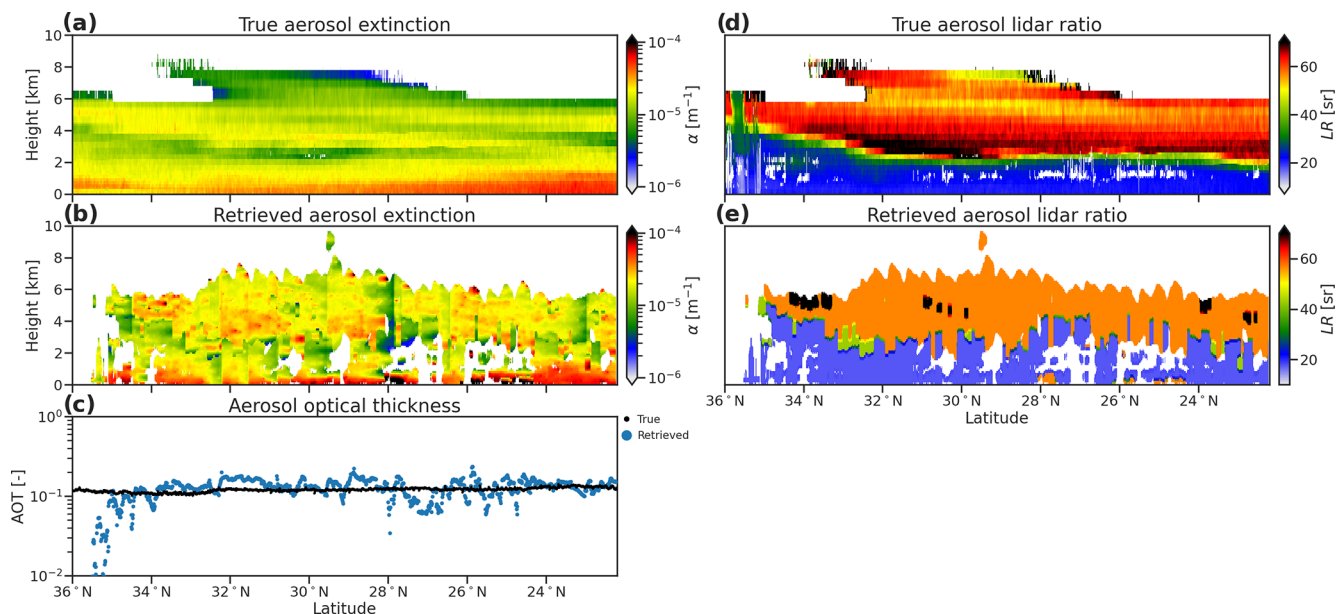 (a) True aerosol extinction
10
8
6
4
2
0
Height [km]
10⁻⁴
10⁻⁵
10⁻⁶
α [m⁻¹]
(d) True aerosol lidar ratio
60
40
20
LR [sr]
(b) Retrieved aerosol extinction
10
8
6
4
2
0
Height [km]
10⁻⁴
10⁻⁵
10⁻⁶
α [m⁻¹]
(e) Retrieved aerosol lidar ratio
60
40
20
LR [sr]
36°N 34°N 32°N 30°N 28°N 26°N 24°N
Latitude
(c) Aerosol optical thickness
10⁰
10⁻¹
10⁻²
AOT [-]
True
Retrieved
36°N 34°N 32°N 30°N 28°N 26°N 24°N
Latitude